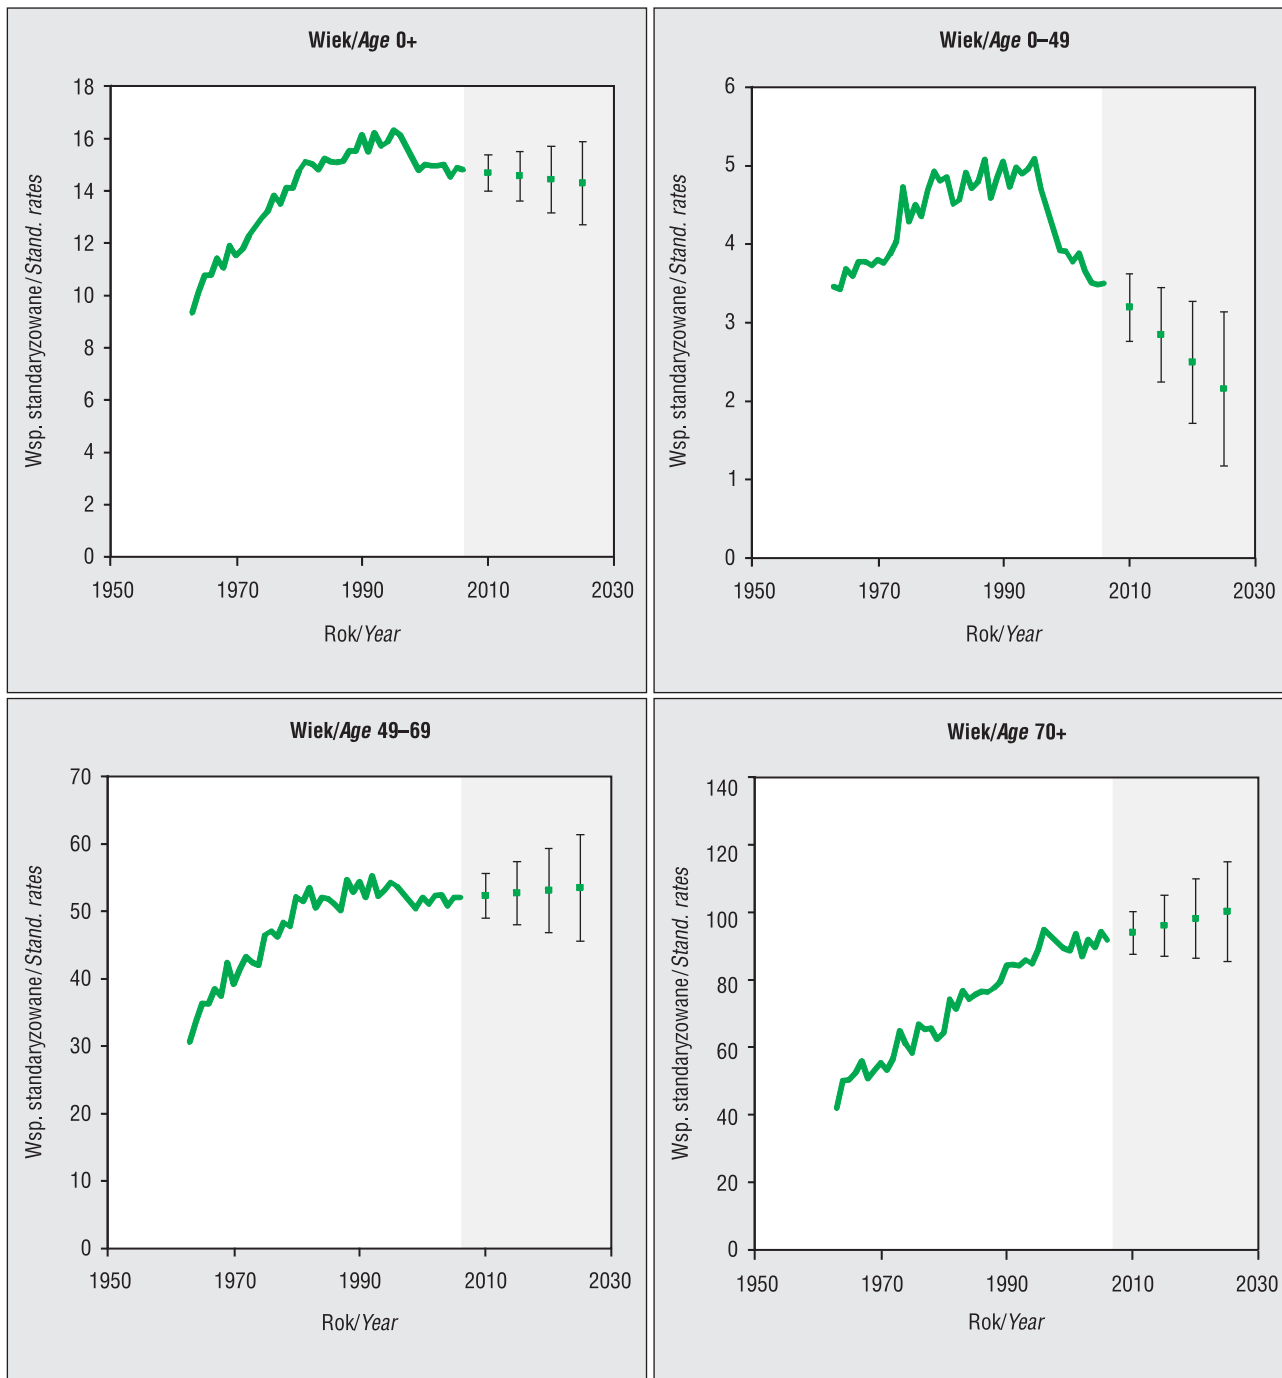 Wiek/Age 0+
Wsp. standaryzowane/Stand. rates
18
16
14
12
10
8
6
4
2
0
1950 1970 1990 2010 2030
Rok/Year
Wiek/Age 0–49
Wsp. standaryzowane/Stand. rates
6
5
4
3
2
1
0
1950 1970 1990 2010 2030
Rok/Year
Wiek/Age 49–69
Wsp. standaryzowane/Stand. rates
70
60
50
40
30
20
10
0
1950 1970 1990 2010 2030
Rok/Year
Wiek/Age 70+
Wsp. standaryzowane/Stand. rates
140
120
100
80
60
40
20
0
1950 1970 1990 2010 2030
Rok/Year